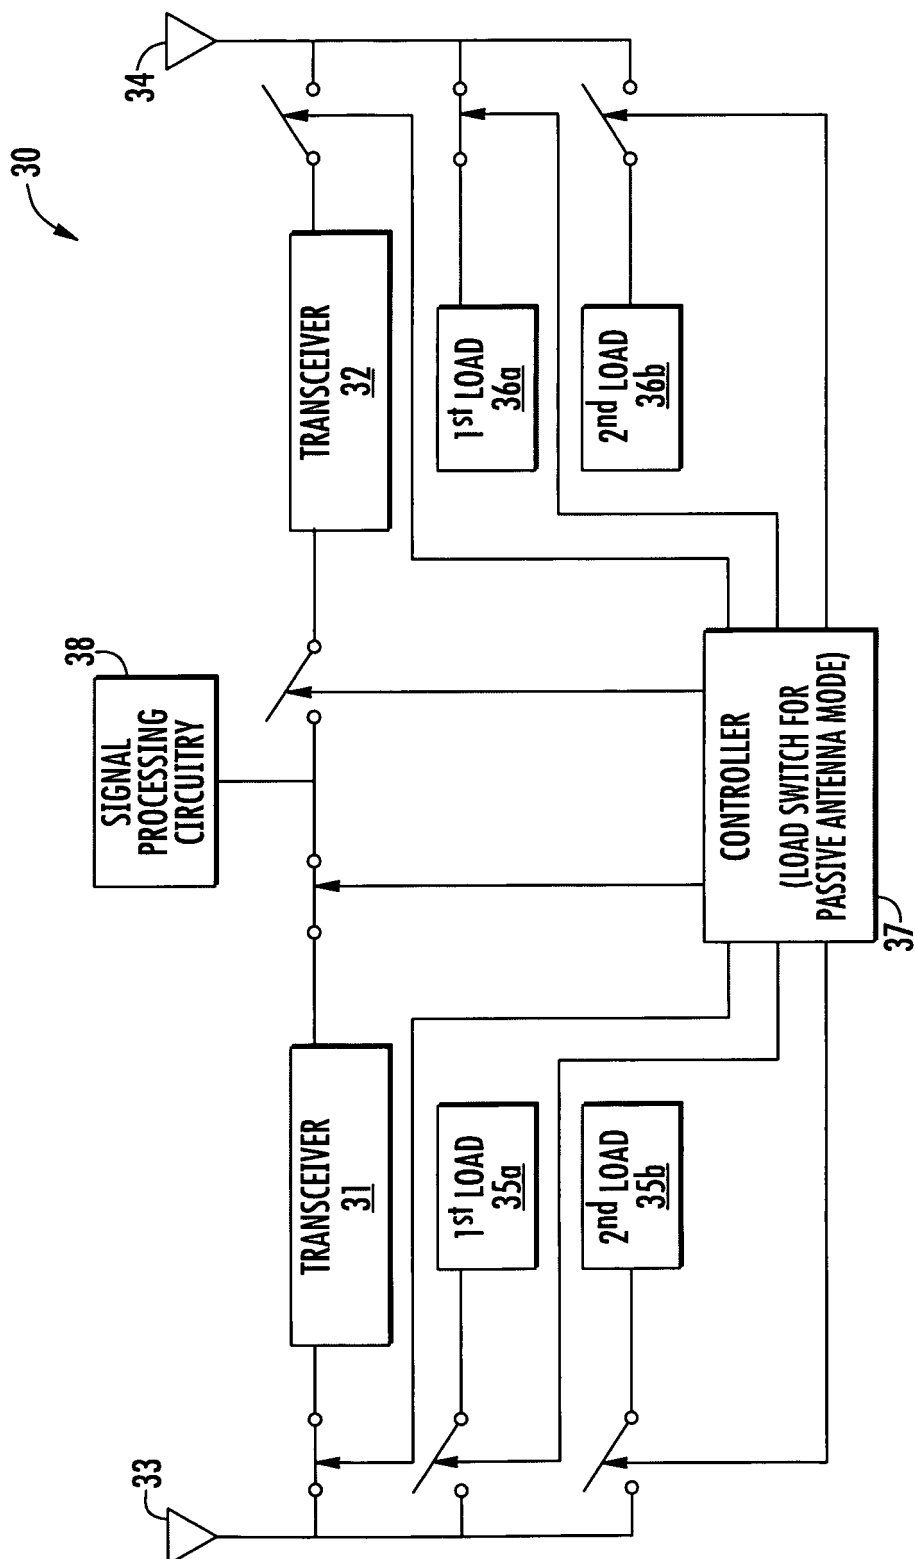 30
34
33
38
SIGNAL
PROCESSING
CIRCUITRY
TRANSCEIVER
31
TRANSCEIVER
32
1st LOAD
35a
1st LOAD
36a
2nd LOAD
35b
2nd LOAD
36b
CONTROLLER
(LOAD SWITCH FOR
PASSIVE ANTENNA MODE)
37